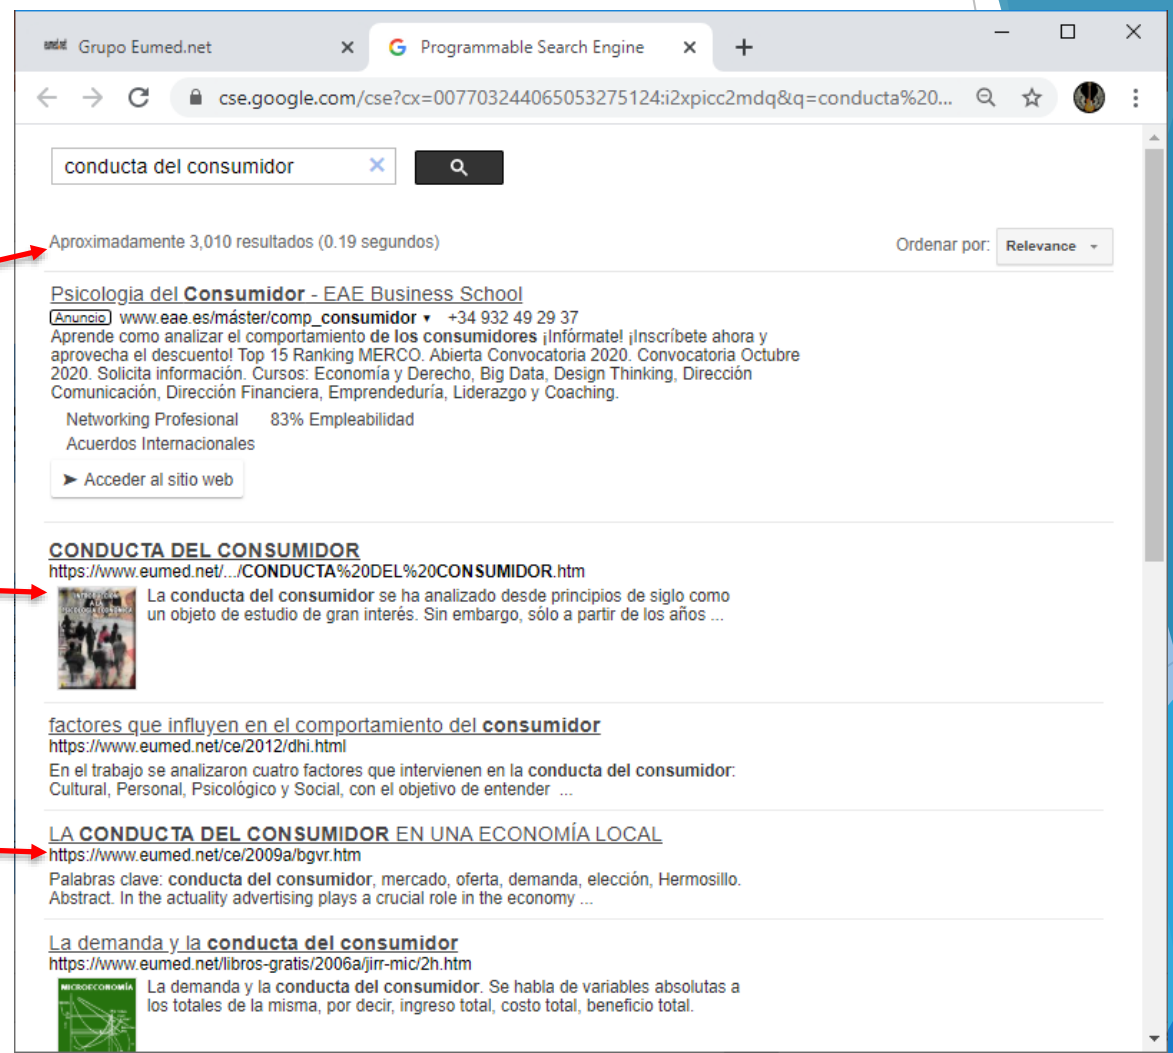 Grupo Eumed.net
Programmable Search Engine
cse.google.com/cse?cx=007703244065053275124:i2xpicc2mdq&q=conducta%20...
conducta del consumidor
Aproximadamente 3,010 resultados (0.19 segundos)
Ordenar por: Relevance
Psicologia del Consumidor - EAE Business School
Anuncio www.eae.es/máster/comp_consumidor +34 932 49 29 37
Aprende como analizar el comportamiento de los consumidores ¡Infórmate! ¡Inscríbete ahora y
aprovecha el descuento! Top 15 Ranking MERCO. Abierta Convocatoria 2020. Convocatoria Octubre
2020. Solicita información. Cursos: Economía y Derecho, Big Data, Design Thinking, Dirección
Comunicación, Dirección Financiera, Emprendeduría, Liderazgo y Coaching.
Networking Profesional 83% Empleabilidad
Acuerdos Internacionales
Acceder al sitio web
CONDUCTA DEL CONSUMIDOR
https://www.eumed.net/.../CONDUCTA%20DEL%20CONSUMIDOR.htm
INTRODUCCIÓN
A LA
PSICOLOGÍA ECONÓMICA
La conducta del consumidor se ha analizado desde principios de siglo como
un objeto de estudio de gran interés. Sin embargo, sólo a partir de los años ...
factores que influyen en el comportamiento del consumidor
https://www.eumed.net/ce/2012/dhi.html
En el trabajo se analizaron cuatro factores que intervienen en la conducta del consumidor:
Cultural, Personal, Psicológico y Social, con el objetivo de entender ...
LA CONDUCTA DEL CONSUMIDOR EN UNA ECONOMÍA LOCAL
https://www.eumed.net/ce/2009a/bgvr.htm
Palabras clave: conducta del consumidor, mercado, oferta, demanda, elección, Hermosillo.
Abstract. In the actuality advertising plays a crucial role in the economy ...
La demanda y la conducta del consumidor
https://www.eumed.net/libros-gratis/2006a/jirr-mic/2h.htm
MICROECONOMÍA
La demanda y la conducta del consumidor. Se habla de variables absolutas a
los totales de la misma, por decir, ingreso total, costo total, beneficio total.